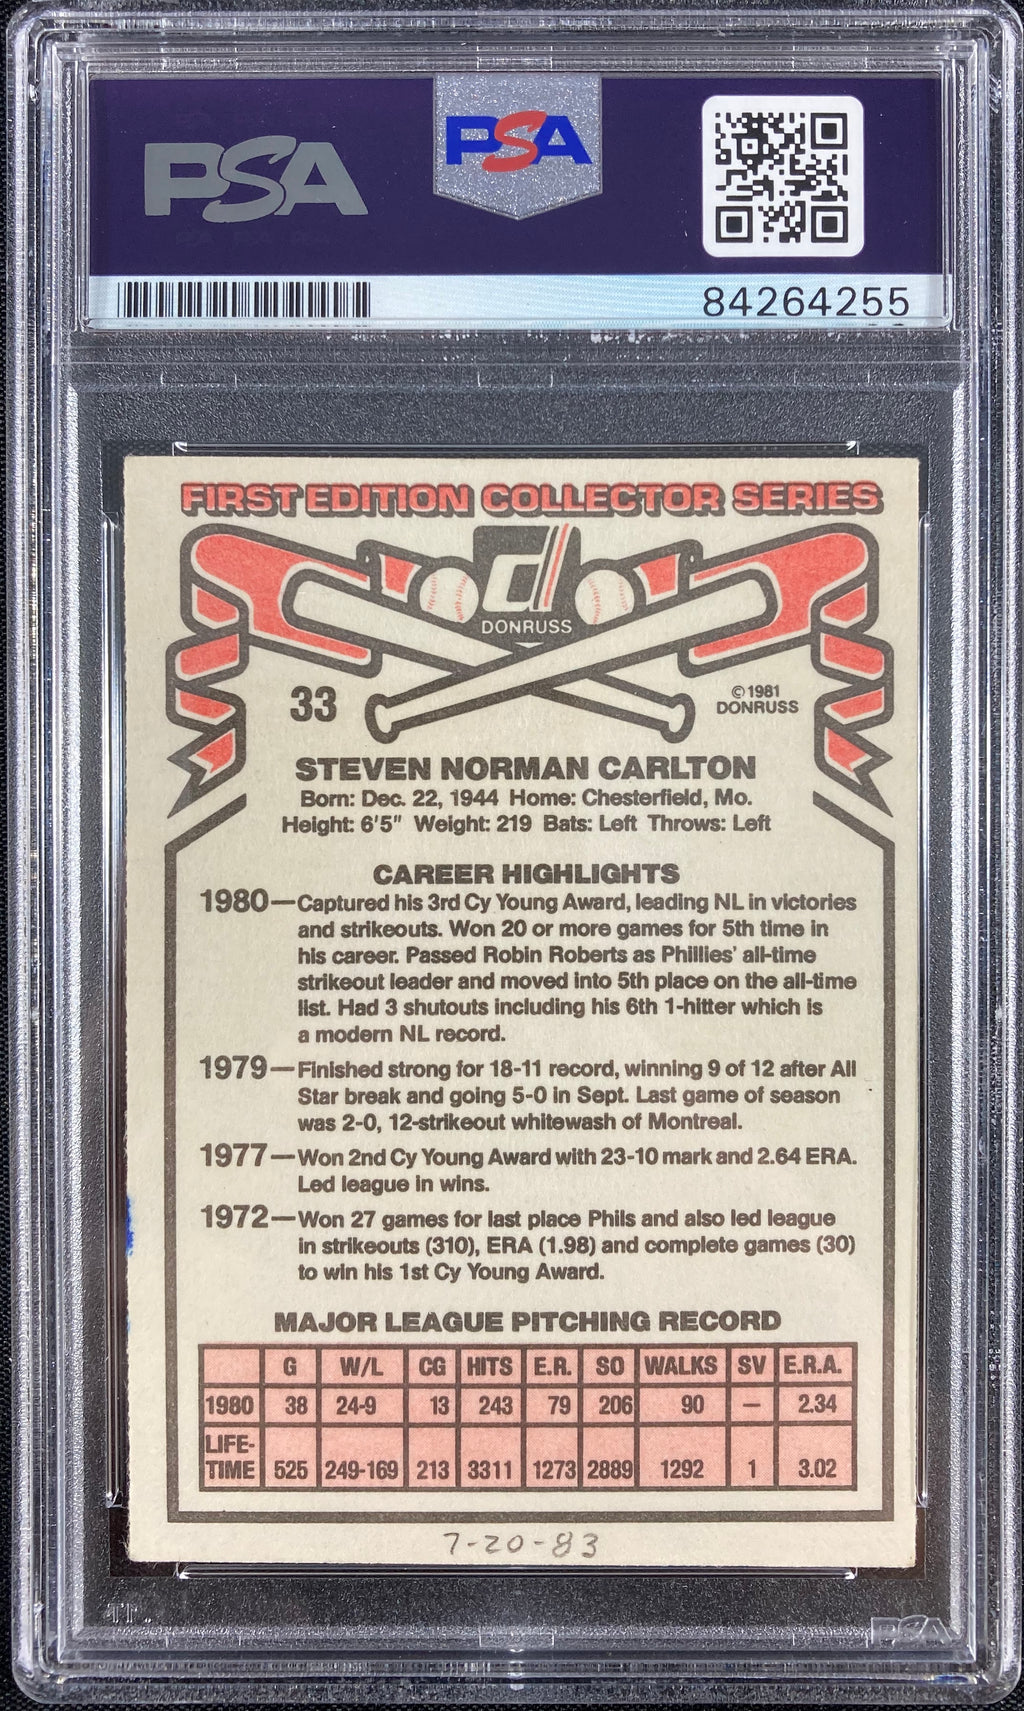 PSA
PSA
84264255
FIRST EDITION COLLECTOR SERIES
d
DONRUSS
33
©1981
DONRUSS
STEVEN NORMAN CARLTON
Born: Dec. 22, 1944 Home: Chesterfield, Mo.
Height: 6'5" Weight: 219 Bats: Left Throws: Left
CAREER HIGHLIGHTS
1980—Captured his 3rd Cy Young Award, leading NL in victories
and strikeouts. Won 20 or more games for 5th time in
his career. Passed Robin Roberts as Phillies' all-time
strikeout leader and moved into 5th place on the all-time
list. Had 3 shutouts including his 6th 1-hitter which is
a modern NL record.
1979—Finished strong for 18-11 record, winning 9 of 12 after All
Star break and going 5-0 in Sept. Last game of season
was 2-0, 12-strikeout whitewash of Montreal.
1977—Won 2nd Cy Young Award with 23-10 mark and 2.64 ERA.
Led league in wins.
1972—Won 27 games for last place Phils and also led league
in strikeouts (310), ERA (1.98) and complete games (30)
to win his 1st Cy Young Award.
MAJOR LEAGUE PITCHING RECORD
G W/L CG HITS E.R. SO WALKS SV E.R.A.
1980 38 24-9 13 243 79 206 90 — 2.34
LIFE-
TIME 525 249-169 213 3311 1273 2889 1292 1 3.02
7-20-83
PSA